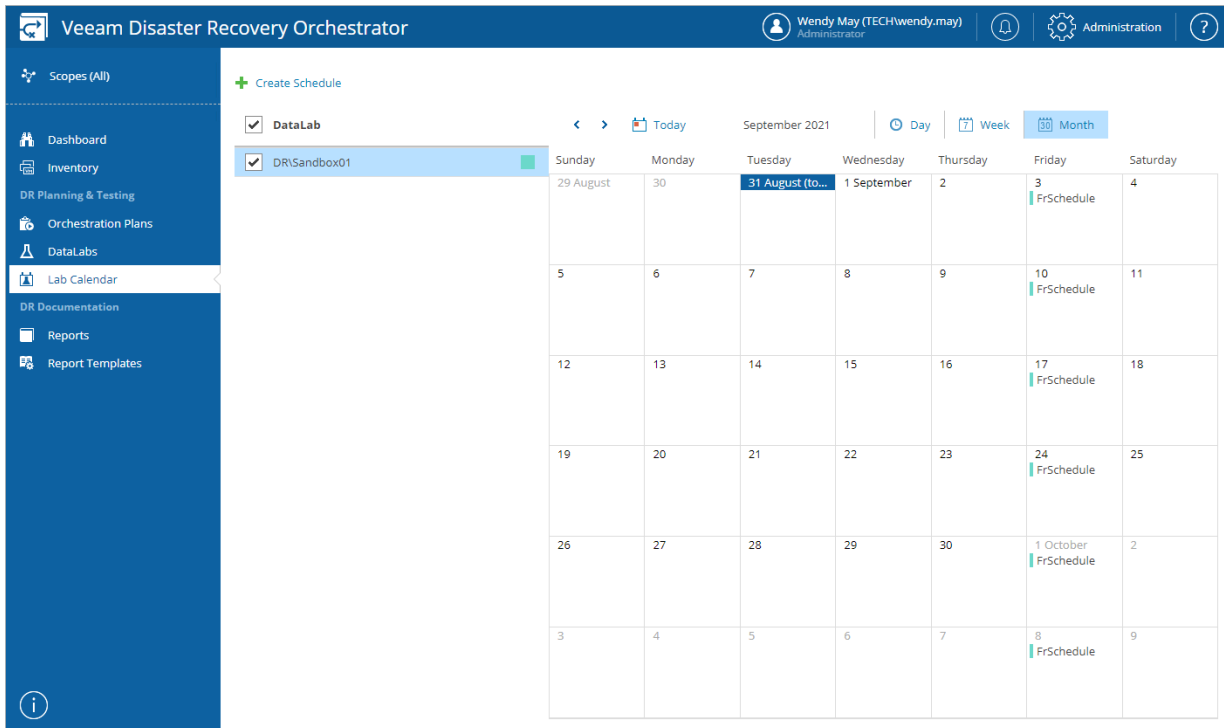 Veeam Disaster Recovery Orchestrator
Wendy May (TECH\wendy.may)
Administrator
Administration
?
Scopes (All)
Dashboard
Inventory
DR Planning & Testing
Orchestration Plans
DataLabs
Lab Calendar
DR Documentation
Reports
Report Templates
i
Create Schedule
DataLab
DR\Sandbox01
< > Today September 2021 Day 7 Week 30 Month
Sunday Monday Tuesday Wednesday Thursday Friday Saturday
29 August 30 31 August (to... 1 September 2 3 4
FrSchedule
5 6 7 8 9 10 11
FrSchedule
12 13 14 15 16 17 18
FrSchedule
19 20 21 22 23 24 25
FrSchedule
26 27 28 29 30 1 October 2
FrSchedule
3 4 5 6 7 8 9
FrSchedule